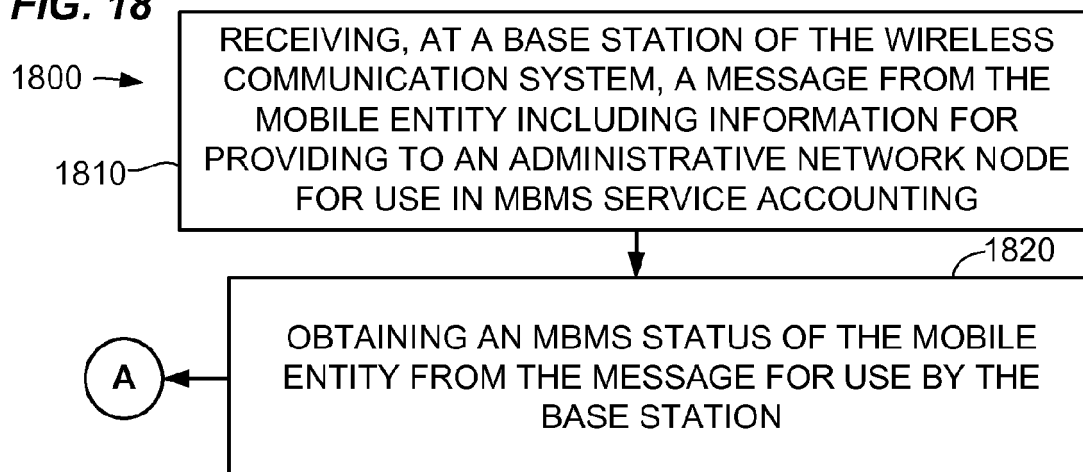 FIG. 18
1800
RECEIVING, AT A BASE STATION OF THE WIRELESS
COMMUNICATION SYSTEM, A MESSAGE FROM THE
MOBILE ENTITY INCLUDING INFORMATION FOR
PROVIDING TO AN ADMINISTRATIVE NETWORK NODE
FOR USE IN MBMS SERVICE ACCOUNTING
1810
1820
OBTAINING AN MBMS STATUS OF THE MOBILE
ENTITY FROM THE MESSAGE FOR USE BY THE
BASE STATION
A